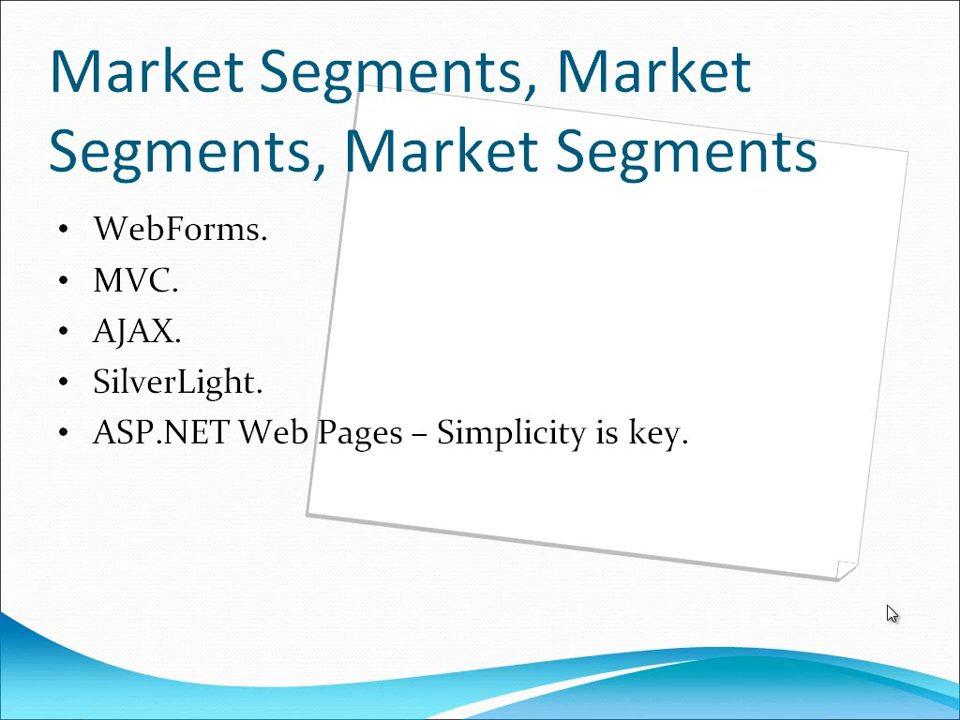 Market Segments, Market
Segments, Market Segments
• WebForms.
• MVC.
• AJAX.
• SilverLight.
• ASP.NET Web Pages – Simplicity is key.